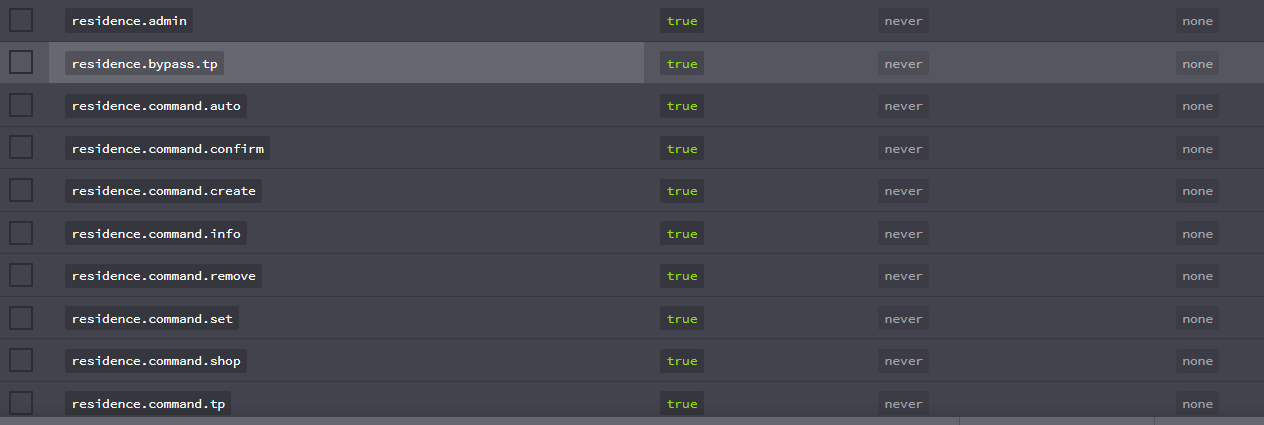 residence.admin true never none
residence.bypass.tp true never none
residence.command.auto true never none
residence.command.confirm true never none
residence.command.create true never none
residence.command.info true never none
residence.command.remove true never none
residence.command.set true never none
residence.command.shop true never none
residence.command.tp true never none